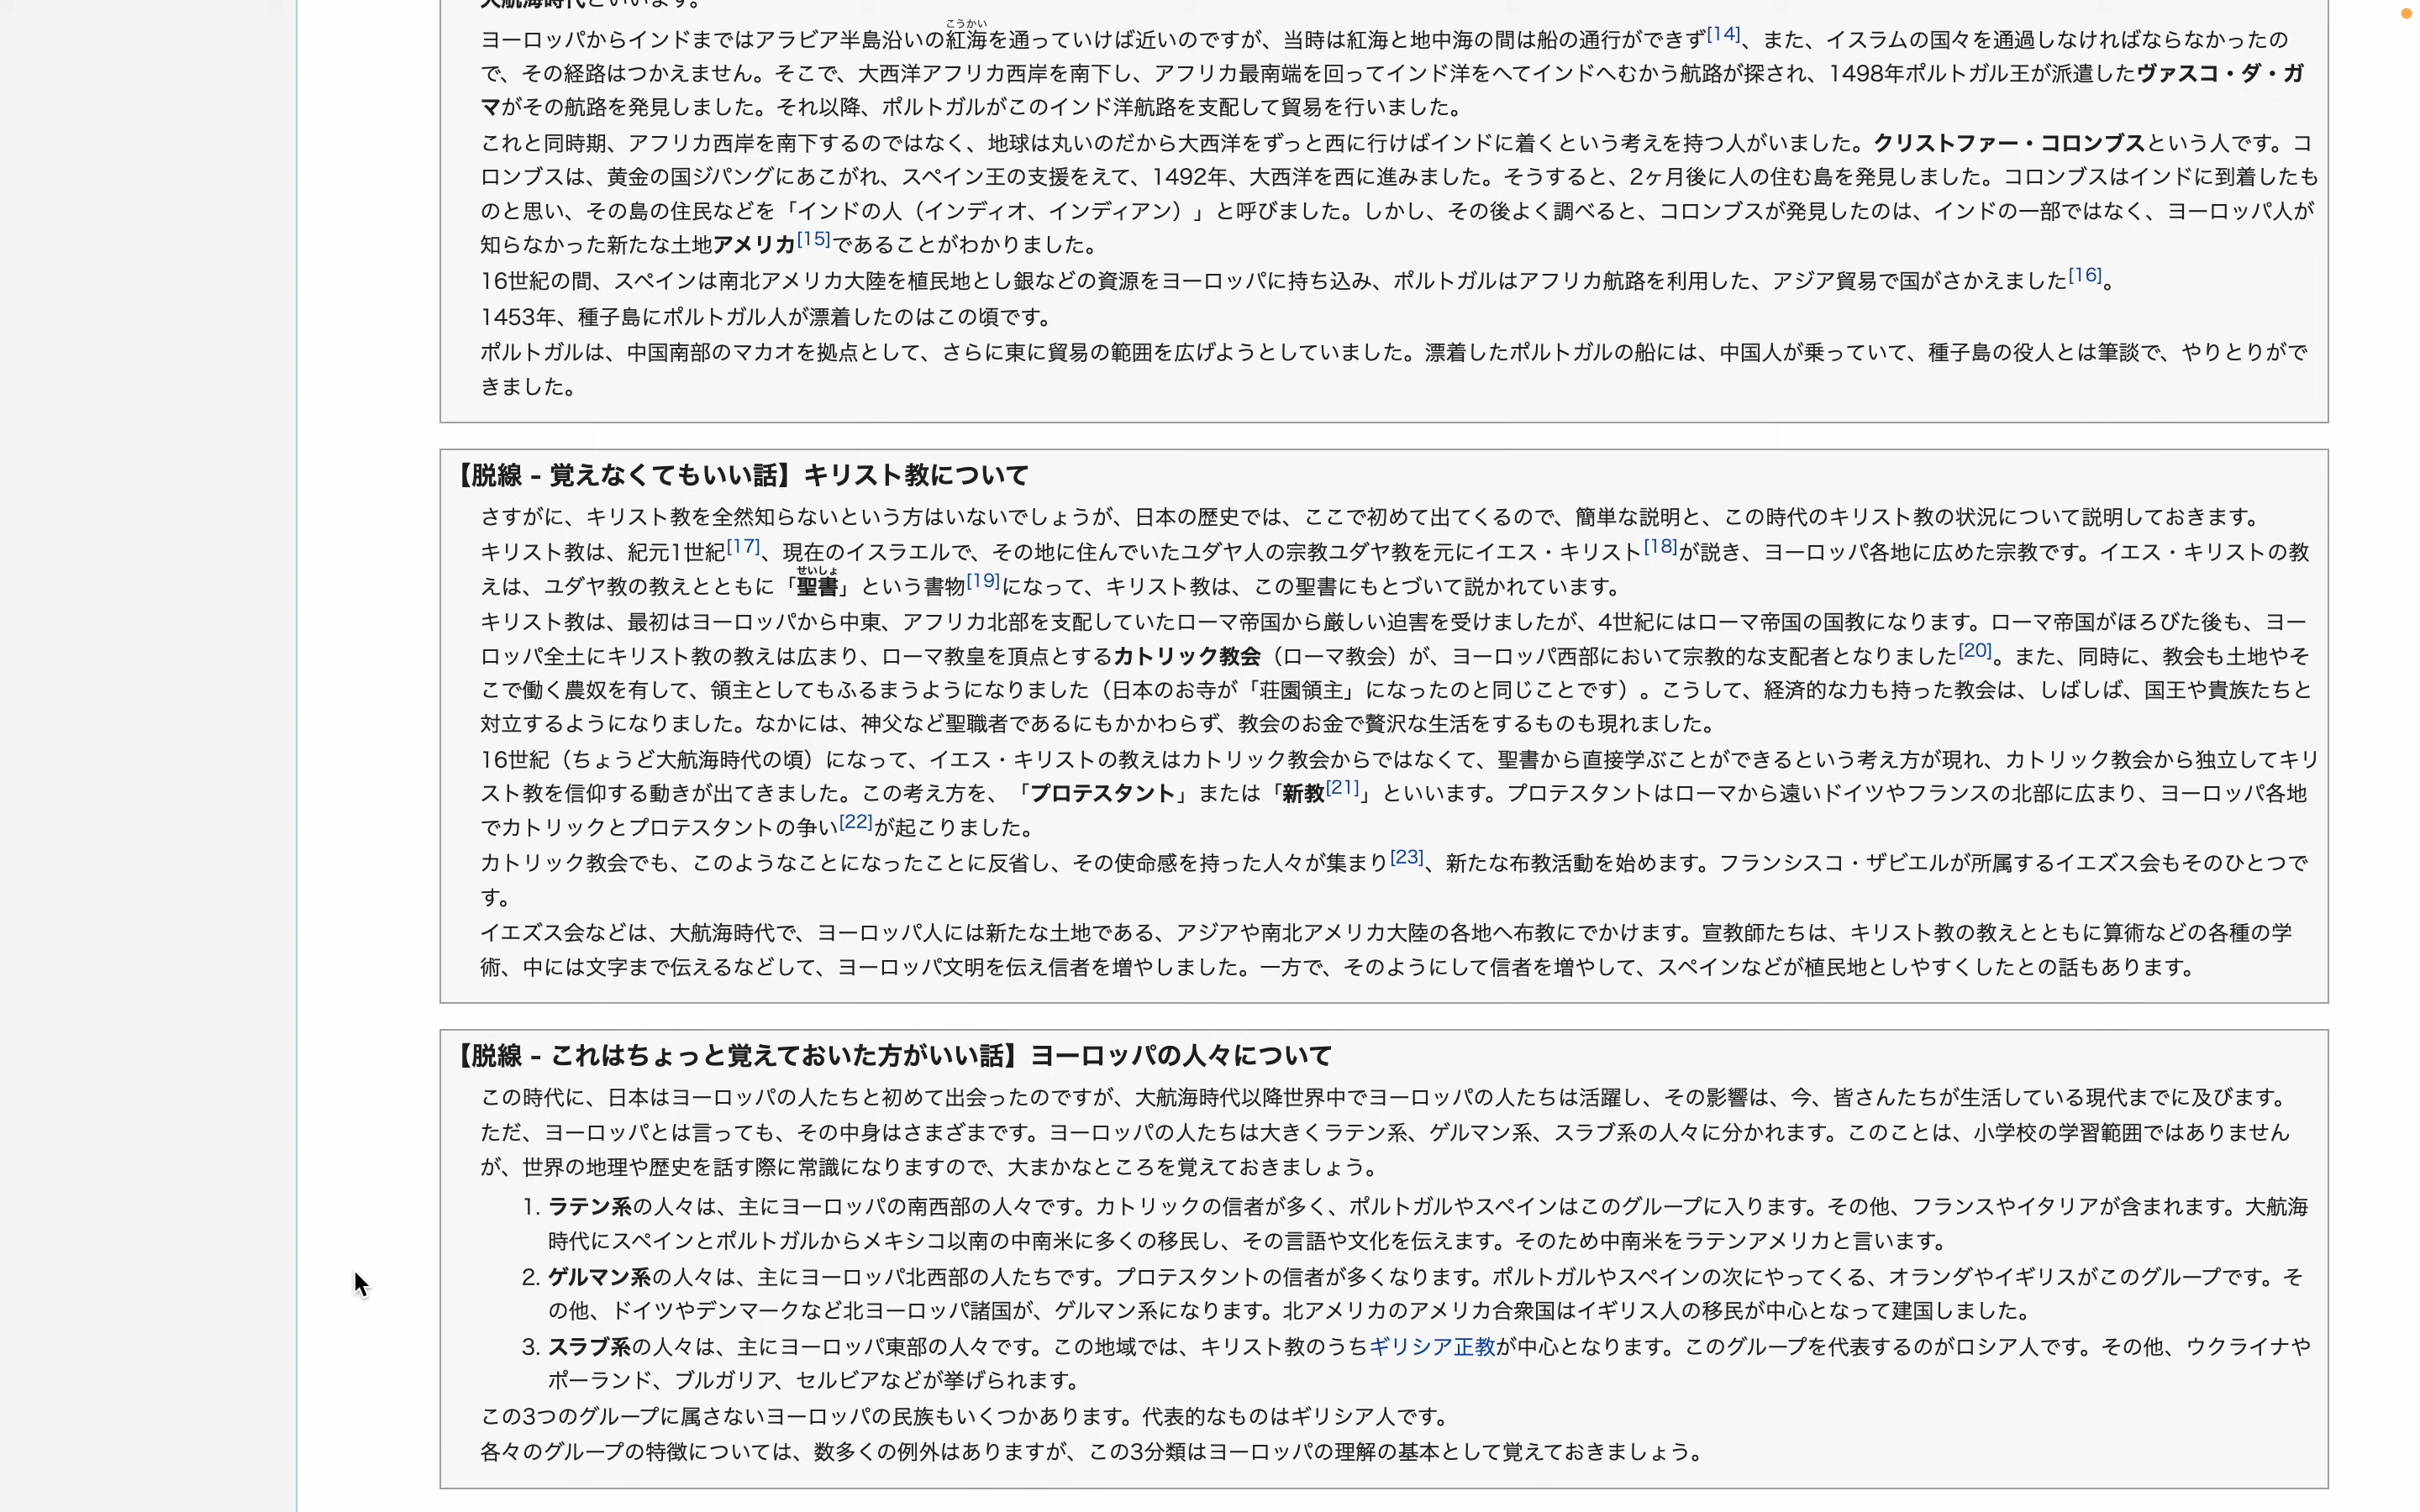 大航海時代といいます。
こうかい
ヨーロッパからインドまではアラビア半島沿いの紅海を通っていけば近いのですが、当時は紅海と地中海の間は船の通行ができず[14]、また、イスラムの国々を通過しなければならなかったの
で、その経路はつかえません。そこで、大西洋アフリカ西岸を南下し、アフリカ最南端を回ってインド洋をへてインドへむかう航路が探され、1498年ポルトガル王が派遣したヴァスコ・ダ・ガ
マがその航路を発見しました。それ以降、ポルトガルがこのインド洋航路を支配して貿易を行いました。
これと同時期、アフリカ西岸を南下するのではなく、地球は丸いのだから大西洋をずっと西に行けばインドに着くという考えを持つ人がいました。クリストファー・コロンブスという人です。コ
ロンブスは、黄金の国ジパングにあこがれ、スペイン王の支援をえて、1492年、大西洋を西に進みました。そうすると、2ヶ月後に人の住む島を発見しました。コロンブスはインドに到着したも
のと思い、その島の住民などを「インドの人（インディオ、インディアン）」と呼びました。しかし、その後よく調べると、コロンブスが発見したのは、インドの一部ではなく、ヨーロッパ人が
知らなかった新たな土地アメリカ[15]であることがわかりました。
16世紀の間、スペインは南北アメリカ大陸を植民地とし銀などの資源をヨーロッパに持ち込み、ポルトガルはアフリカ航路を利用した、アジア貿易で国がさかえました[16]。
1453年、種子島にポルトガル人が漂着したのはこの頃です。
ポルトガルは、中国南部のマカオを拠点として、さらに東に貿易の範囲を広げようとしていました。漂着したポルトガルの船には、中国人が乗っていて、種子島の役人とは筆談で、やりとりがで
きました。
【脱線 - 覚えなくてもいい話】キリスト教について
さすがに、キリスト教を全然知らないという方はいないでしょうが、日本の歴史では、ここで初めて出てくるので、簡単な説明と、この時代のキリスト教の状況について説明しておきます。
キリスト教は、紀元1世紀[17]、現在のイスラエルで、その地に住んでいたユダヤ人の宗教ユダヤ教を元にイエス・キリスト[18]が説き、ヨーロッパ各地に広めた宗教です。イエス・キリストの教
せいしょ
えは、ユダヤ教の教えとともに「聖書」という書物[19]になって、キリスト教は、この聖書にもとづいて説かれています。
キリスト教は、最初はヨーロッパから中東、アフリカ北部を支配していたローマ帝国から厳しい迫害を受けましたが、4世紀にはローマ帝国の国教になります。ローマ帝国がほろびた後も、ヨー
ロッパ全土にキリスト教の教えは広まり、ローマ教皇を頂点とするカトリック教会（ローマ教会）が、ヨーロッパ西部において宗教的な支配者となりました[20]。また、同時に、教会も土地やそ
こで働く農奴を有して、領主としてもふるまうようになりました（日本のお寺が「荘園領主」になったのと同じことです）。こうして、経済的な力も持った教会は、しばしば、国王や貴族たちと
対立するようになりました。なかには、神父など聖職者であるにもかかわらず、教会のお金で贅沢な生活をするものも現れました。
16世紀（ちょうど大航海時代の頃）になって、イエス・キリストの教えはカトリック教会からではなくて、聖書から直接学ぶことができるという考え方が現れ、カトリック教会から独立してキリ
スト教を信仰する動きが出てきました。この考え方を、「プロテスタント」または「新教[21]」といいます。プロテスタントはローマから遠いドイツやフランスの北部に広まり、ヨーロッパ各地
でカトリックとプロテスタントの争い[22]が起こりました。
カトリック教会でも、このようなことになったことに反省し、その使命感を持った人々が集まり[23]、新たな布教活動を始めます。フランシスコ・ザビエルが所属するイエズス会もそのひとつで
す。
イエズス会などは、大航海時代で、ヨーロッパ人には新たな土地である、アジアや南北アメリカ大陸の各地へ布教にでかけます。宣教師たちは、キリスト教の教えとともに算術などの各種の学
術、中には文字まで伝えるなどして、ヨーロッパ文明を伝え信者を増やしました。一方で、そのようにして信者を増やして、スペインなどが植民地としやすくしたとの話もあります。
【脱線 - これはちょっと覚えておいた方がいい話】ヨーロッパの人々について
この時代に、日本はヨーロッパの人たちと初めて出会ったのですが、大航海時代以降世界中でヨーロッパの人たちは活躍し、その影響は、今、皆さんたちが生活している現代までに及びます。
ただ、ヨーロッパとは言っても、その中身はさまざまです。ヨーロッパの人たちは大きくラテン系、ゲルマン系、スラブ系の人々に分かれます。このことは、小学校の学習範囲ではありません
が、世界の地理や歴史を話す際に常識になりますので、大まかなところを覚えておきましょう。
1. ラテン系の人々は、主にヨーロッパの南西部の人々です。カトリックの信者が多く、ポルトガルやスペインはこのグループに入ります。その他、フランスやイタリアが含まれます。大航海
時代にスペインとポルトガルからメキシコ以南の中南米に多くの移民し、その言語や文化を伝えます。そのため中南米をラテンアメリカと言います。
2. ゲルマン系の人々は、主にヨーロッパ北西部の人たちです。プロテスタントの信者が多くなります。ポルトガルやスペインの次にやってくる、オランダやイギリスがこのグループです。そ
の他、ドイツやデンマークなど北ヨーロッパ諸国が、ゲルマン系になります。北アメリカのアメリカ合衆国はイギリス人の移民が中心となって建国しました。
3. スラブ系の人々は、主にヨーロッパ東部の人々です。この地域では、キリスト教のうちギリシア正教が中心となります。このグループを代表するのがロシア人です。その他、ウクライナや
ポーランド、ブルガリア、セルビアなどが挙げられます。
この3つのグループに属さないヨーロッパの民族もいくつかあります。代表的なものはギリシア人です。
各々のグループの特徴については、数多くの例外はありますが、この3分類はヨーロッパの理解の基本として覚えておきましょう。